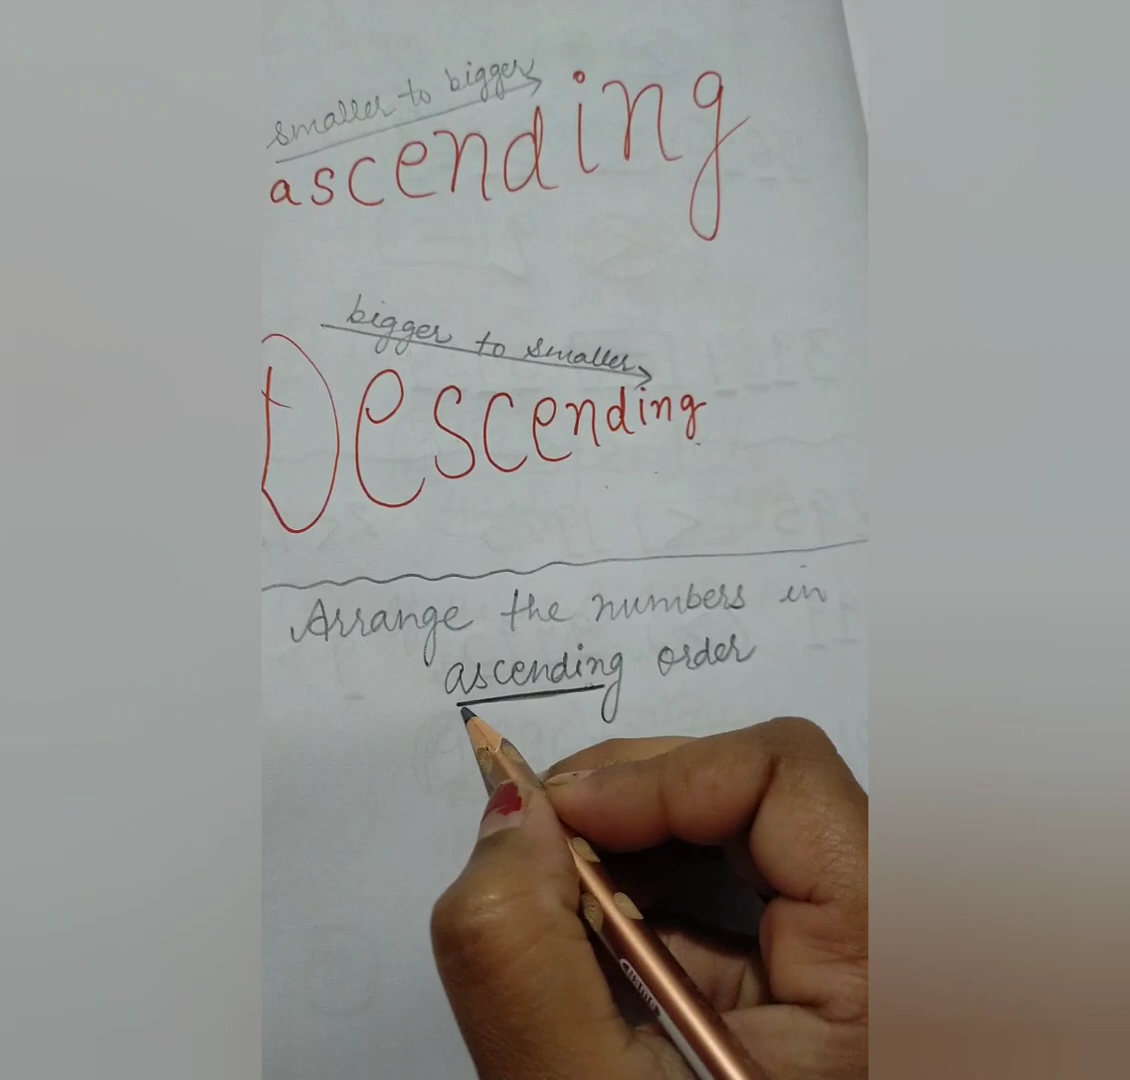 smaller to bigger
ascending
bigger to smaller
Descending
Arrange the numbers in
ascending order